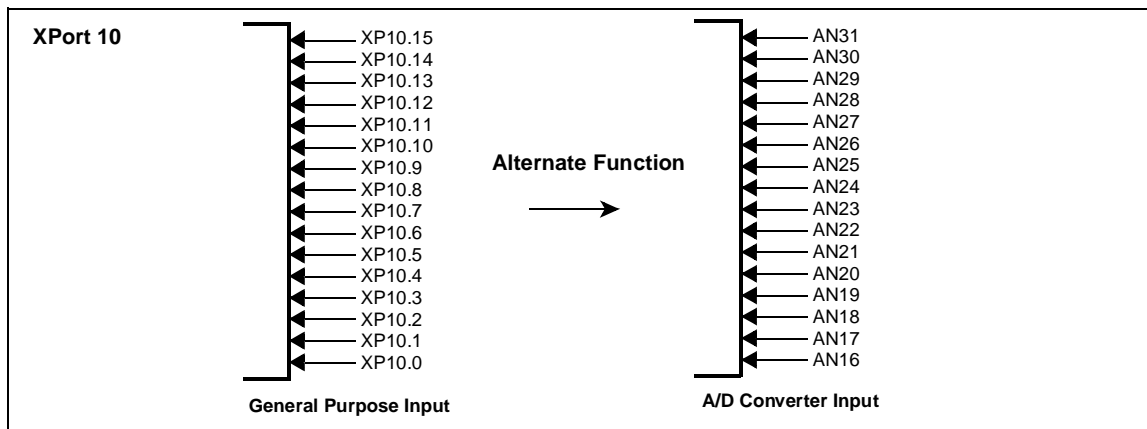 XPort 10
XP10.15
XP10.14
XP10.13
XP10.12
XP10.11
XP10.10
XP10.9
XP10.8
XP10.7
XP10.6
XP10.5
XP10.4
XP10.3
XP10.2
XP10.1
XP10.0
General Purpose Input
Alternate Function
AN31
AN30
AN29
AN28
AN27
AN26
AN25
AN24
AN23
AN22
AN21
AN20
AN19
AN18
AN17
AN16
A/D Converter Input